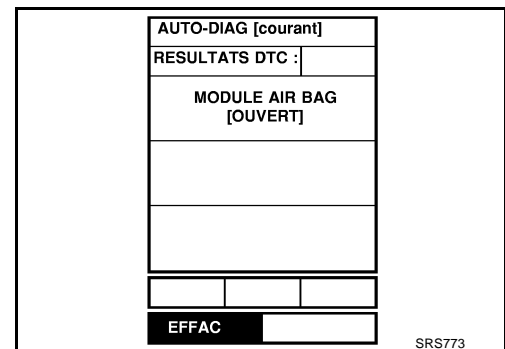 AUTO-DIAG [courant]
RESULTATS DTC :
MODULE AIR BAG
[OUVERT]
EFFAC
SRS773